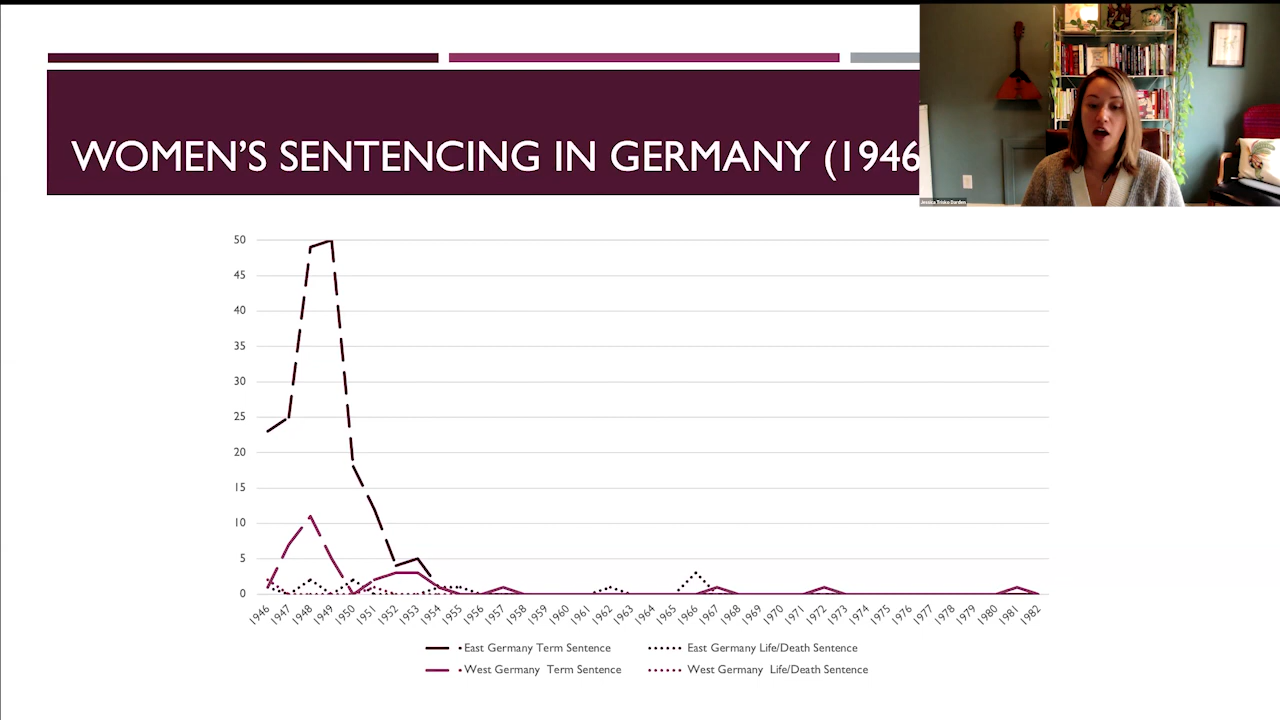 WOMEN'S SENTENCING IN GERMANY (1946
Jessica Trisko Darden
50
45
40
35
30
25
20
15
10
5
0
1946 1947 1948 1949 1950 1951 1952 1953 1954 1955 1956 1957 1958 1959 1960 1961 1962 1963 1964 1965 1966 1967 1968 1969 1970 1971 1972 1973 1974 1975 1976 1977 1978 1979 1980 1981 1982
East Germany Term Sentence
East Germany Life/Death Sentence
West Germany Term Sentence
West Germany Life/Death Sentence